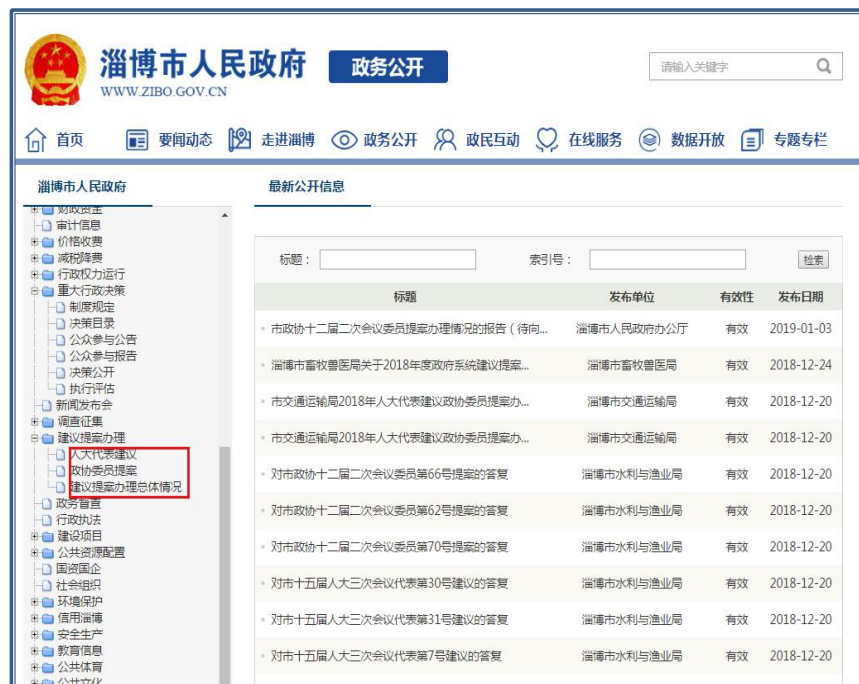 淄博市人民政府
政务公开
WWW.ZIBO.GOV.CN
请输入关键字
首页 要闻动态 走进淄博 政务公开 政民互动 在线服务 数据开放 专题专栏
淄博市人民政府
最新公开信息
财政资金
审计信息
价格收费
减税降费
行政权力运行
重大行政决策
制度规定
决策目录
公众参与公告
公众参与报告
决策公开
执行评估
新闻发布会
调查征集
建议提案办理
人大代表建议
政协委员提案
建议提案办理总体情况
政务督查
行政执法
建设项目
公共资源配置
国资国企
社会组织
环境保护
信用淄博
安全生产
教育信息
公共体育
公共文化
标题： 索引号： 检索
标题 发布单位 有效性 发布日期
市政协十二届二次会议委员提案办理情况的报告（待向... 淄博市人民政府办公厅 有效 2019-01-03
淄博市畜牧兽医局关于2018年度政府系统建议提案... 淄博市畜牧兽医局 有效 2018-12-24
市交通运输局2018年人大代表建议政协委员提案办... 淄博市交通运输局 有效 2018-12-20
市交通运输局2018年人大代表建议政协委员提案办... 淄博市交通运输局 有效 2018-12-20
对市政协十二届二次会议委员第66号提案的答复 淄博市水利与渔业局 有效 2018-12-20
对市政协十二届二次会议委员第62号提案的答复 淄博市水利与渔业局 有效 2018-12-20
对市政协十二届二次会议委员第70号提案的答复 淄博市水利与渔业局 有效 2018-12-20
对市十五届人大三次会议代表第30号建议的答复 淄博市水利与渔业局 有效 2018-12-20
对市十五届人大三次会议代表第31号建议的答复 淄博市水利与渔业局 有效 2018-12-20
对市十五届人大三次会议代表第7号建议的答复 淄博市水利与渔业局 有效 2018-12-20